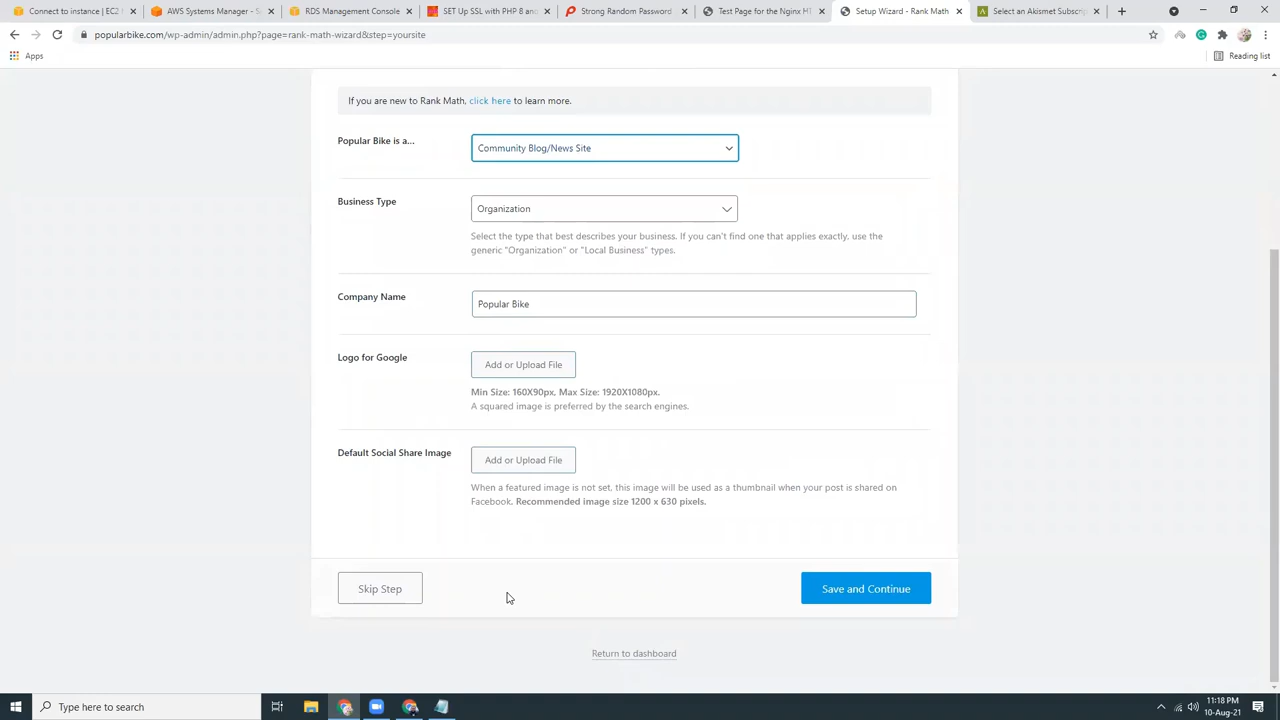 Connect to instance | EC2
AWS Systems Manager - S
RDS Management Console
SET Up SSL with PHP 8 and
Strong Random Password
Test Page for the Nginx HT
Setup Wizard - Rank Math
Select an Akismet Subscrip
popularbike.com/wp-admin/admin.php?page=rank-math-wizard&step=yoursite
Apps
Reading list
If you are new to Rank Math, click here to learn more.
Popular Bike is a...
Community Blog/News Site
Business Type
Organization
Select the type that best describes your business. If you can't find one that applies exactly, use the
generic "Organization" or "Local Business" types.
Company Name
Popular Bike
Logo for Google
Add or Upload File
Min Size: 160X90px, Max Size: 1920X1080px.
A squared image is preferred by the search engines.
Default Social Share Image
Add or Upload File
When a featured image is not set, this image will be used as a thumbnail when your post is shared on
Facebook. Recommended image size 1200 x 630 pixels.
Skip Step
Save and Continue
Return to dashboard
Type here to search
11:18 PM
10-Aug-21